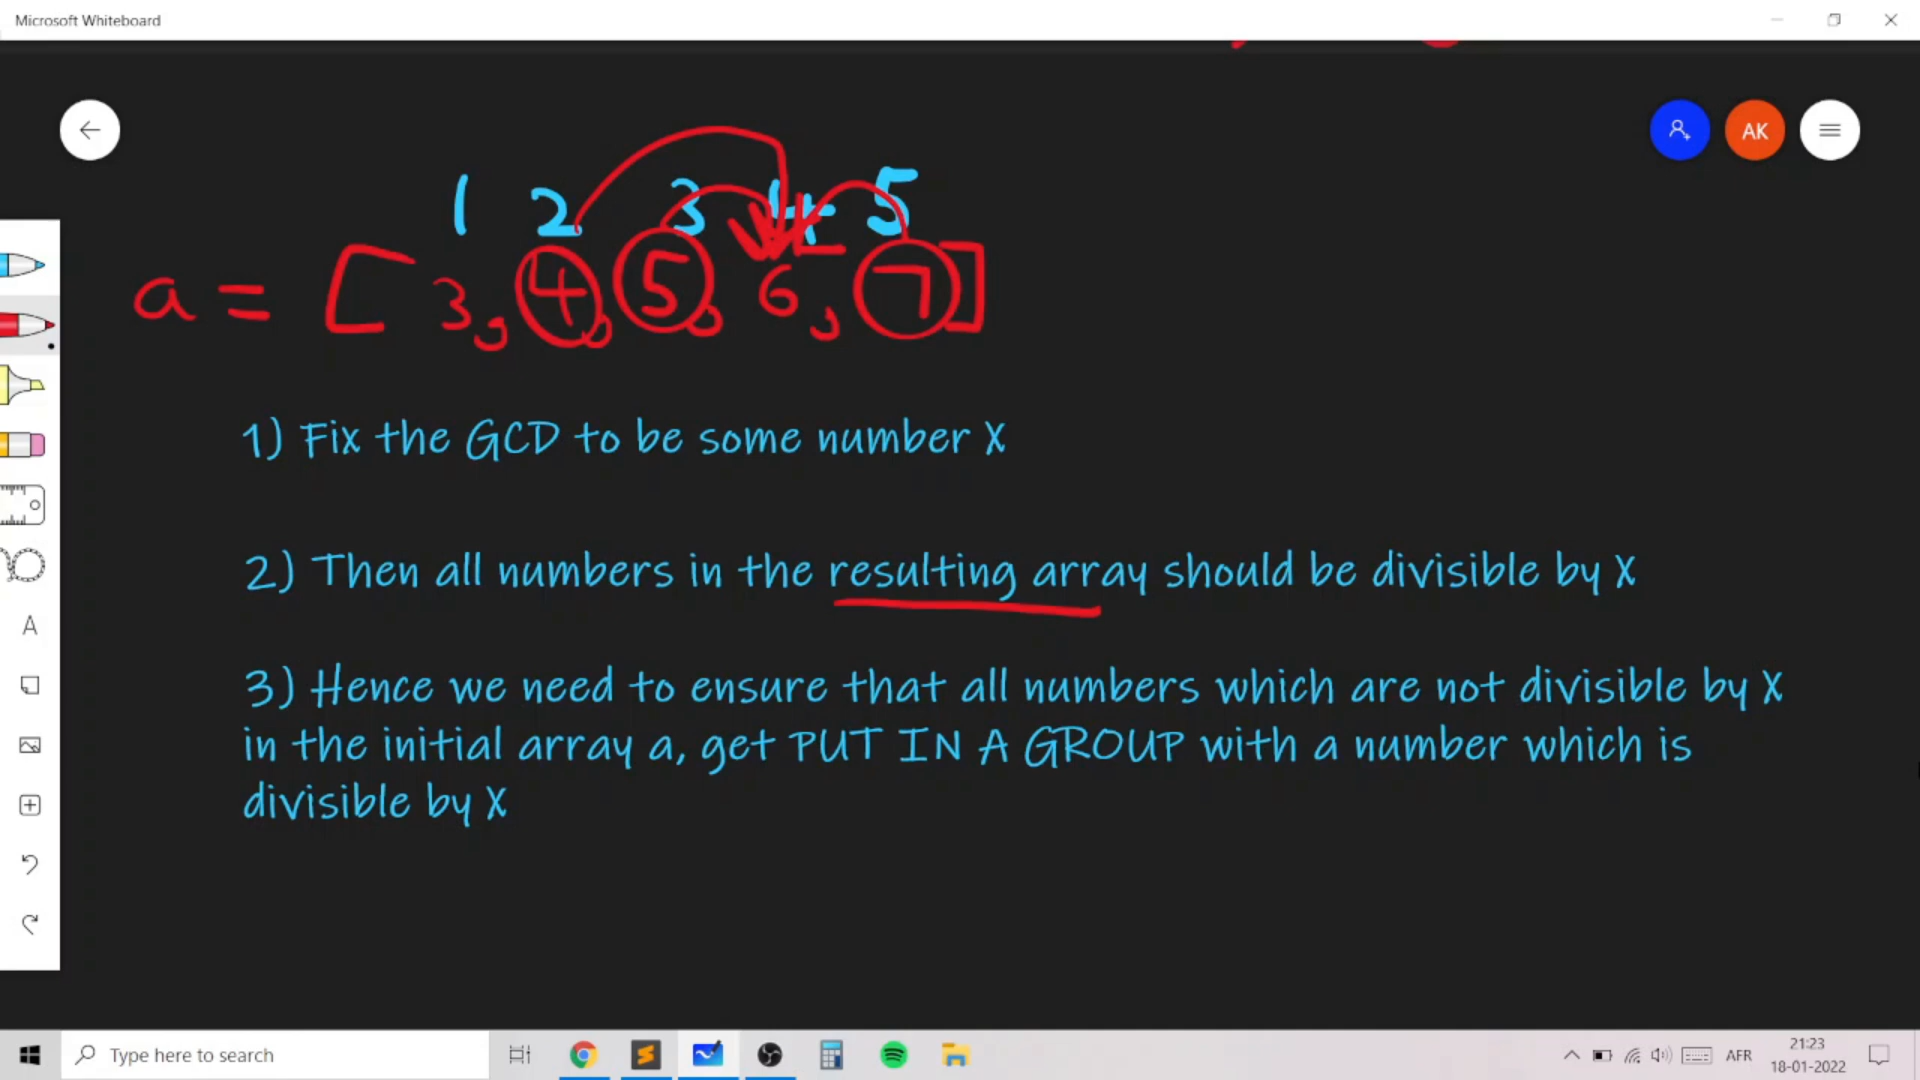 Microsoft Whiteboard
AK
1 2 3 4 5
a = [ 3, 4, 5, 6, 7 ]
1) Fix the GCD to be some number X
2) Then all numbers in the resulting array should be divisible by X
3) Hence we need to ensure that all numbers which are not divisible by X
in the initial array a, get PUT IN A GROUP with a number which is
divisible by X
A
Type here to search
AFR
21:23
18-01-2022